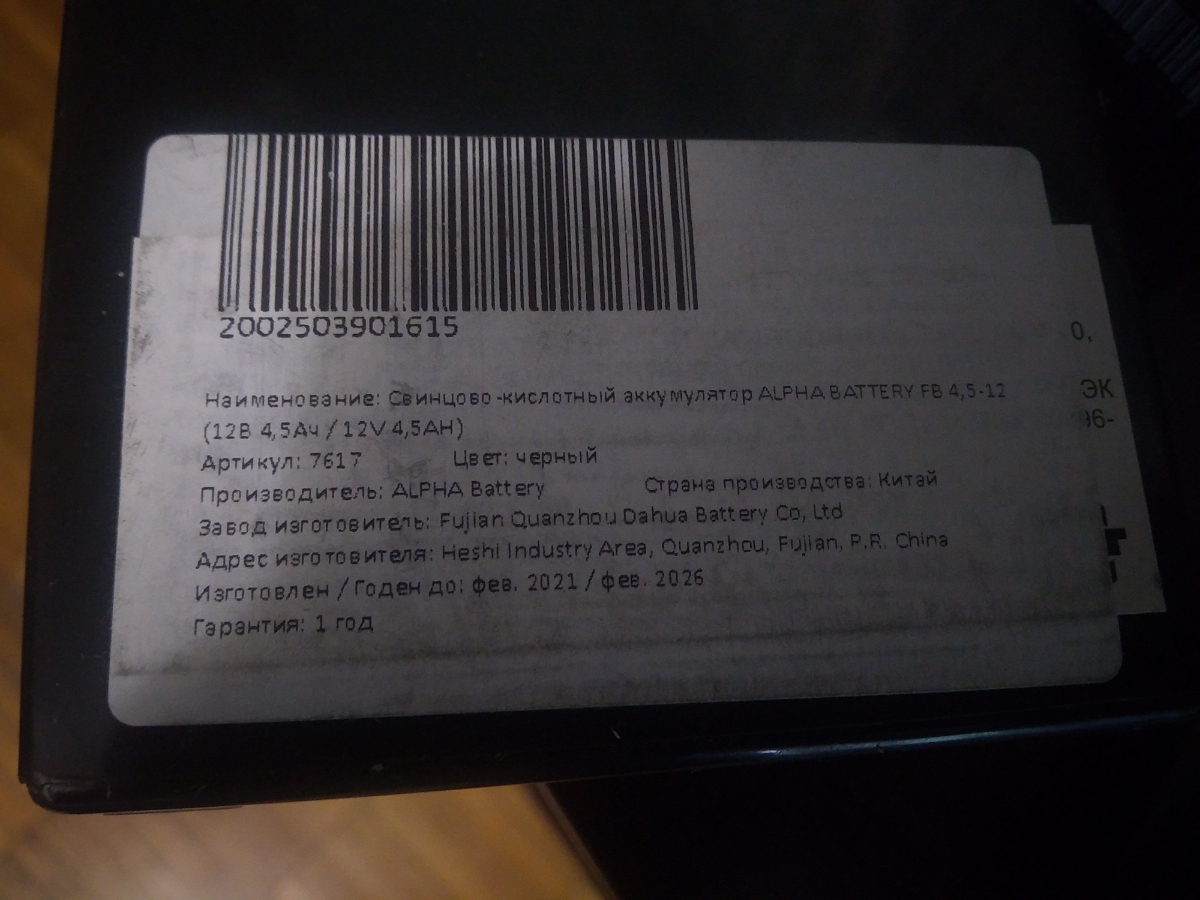 2002503901615
Наименование: Свинцово-кислотный аккумулятор ALPHA BATTERY FB 4,5-12
(12В 4,5Ач / 12V 4,5AH)
Артикул: 7617 Цвет: черный
Производитель: ALPHA Battery Страна производства: Китай
Завод изготовитель: Fujian Quanzhou Dahua Battery Co, Ltd
Адрес изготовителя: Heshi Industry Area, Quanzhou, Fujian, P.R. China
Изготовлен / Годен до: фев. 2021 / фев. 2026
Гарантия: 1 год
0,
ЭК